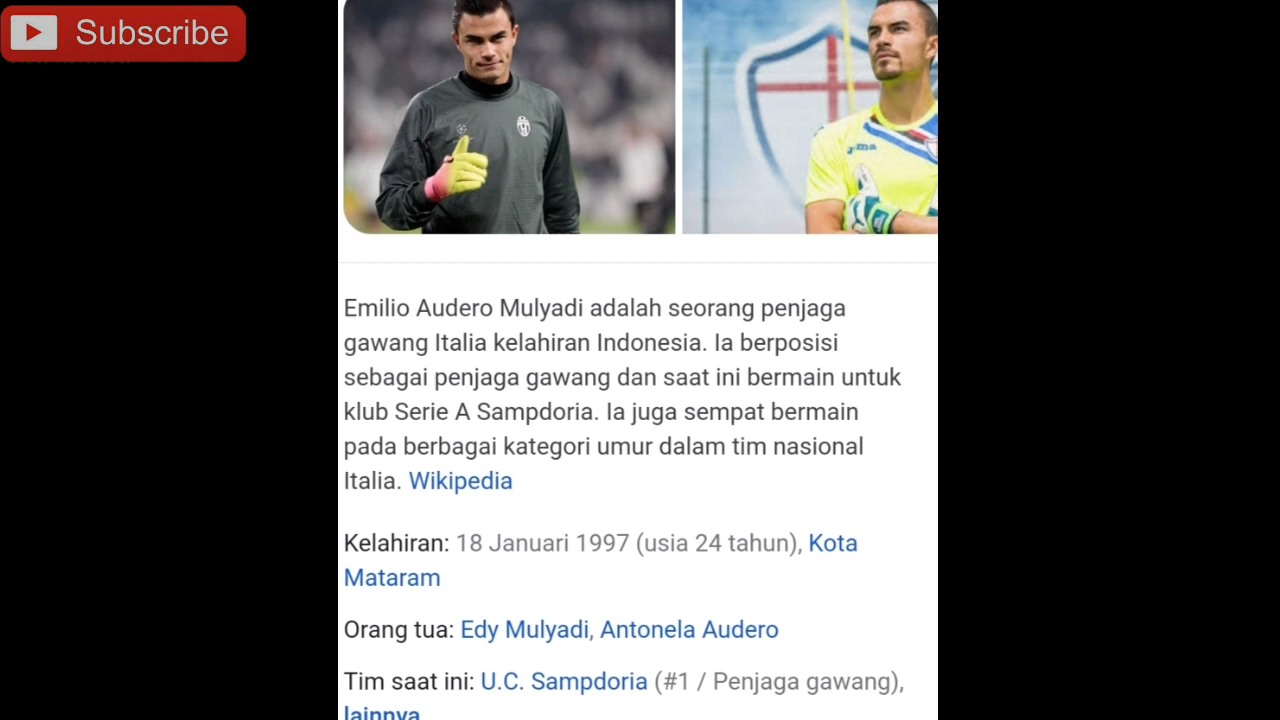 Subscribe
Emilio Audero Mulyadi adalah seorang penjaga
gawang Italia kelahiran Indonesia. Ia berposisi
sebagai penjaga gawang dan saat ini bermain untuk
klub Serie A Sampdoria. Ia juga sempat bermain
pada berbagai kategori umur dalam tim nasional
Italia. Wikipedia
Kelahiran: 18 Januari 1997 (usia 24 tahun), Kota
Mataram
Orang tua: Edy Mulyadi, Antonela Audero
Tim saat ini: U.C. Sampdoria (#1 / Penjaga gawang),
lainnya